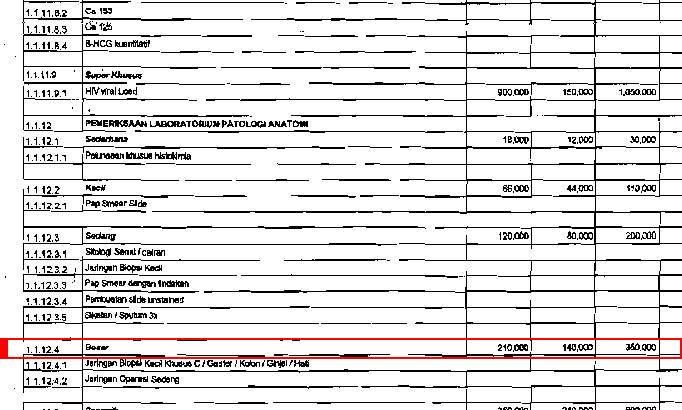 1.1.11.8.2 Ca 153
1.1.11.8.3 Ca 125
1.1.11.8.4 B-HCG kuantitatif
1.1.11.9 Super Khusus
1.1.11.9.1 HIV viral Load 900,000 150,000 1,050,000
1.1.12 PEMERIKSAAN LABORATORIUM PATOLOGI ANATOMI
1.1.12.1 Sederhana 18,000 12,000 30,000
1.1.12.1.1 Pulasan khusus histokimia
1.1.12.2 Kecil 66,000 44,000 110,000
1.1.12.2.1 Pap Smear Slide
1.1.12.3 Sedang 120,000 80,000 200,000
1.1.12.3.1 Sitologi Serial / cairan
1.1.12.3.2 Jaringan Biopsi Kecil
1.1.12.3.3 Pap Smear dengan tindakan
1.1.12.3.4 Pembuatan slide unstained
1.1.12.3.5 Sikatan / Sputum 3x
1.1.12.4 Besar 210,000 140,000 350,000
1.1.12.4.1 Jaringan Biopsi Kecil Khusus C / Gaster / Kolon / Ginjal / Hati
1.1.12.4.2 Jaringan Operasi Sedang